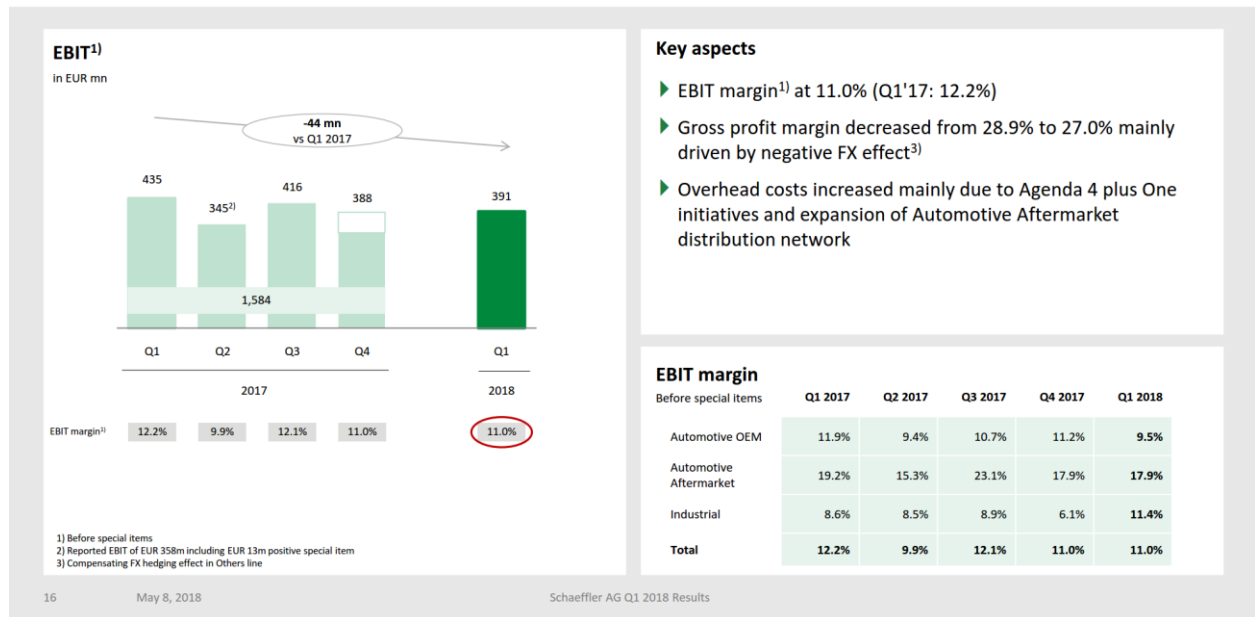 EBIT1)
in EUR mn
-44 mn
vs Q1 2017
435
3452)
416
388
391
1,584
Q1 Q2 Q3 Q4 Q1
2017 2018
EBIT margin1) 12.2% 9.9% 12.1% 11.0% 11.0%
1) Before special items
2) Reported EBIT of EUR 358m including EUR 13m positive special item
3) Compensating FX hedging effect in Others line
Key aspects
EBIT margin1) at 11.0% (Q1'17: 12.2%)
Gross profit margin decreased from 28.9% to 27.0% mainly
driven by negative FX effect3)
Overhead costs increased mainly due to Agenda 4 plus One
initiatives and expansion of Automotive Aftermarket
distribution network
EBIT margin
Before special items Q1 2017 Q2 2017 Q3 2017 Q4 2017 Q1 2018
Automotive OEM 11.9% 9.4% 10.7% 11.2% 9.5%
Automotive
Aftermarket 19.2% 15.3% 23.1% 17.9% 17.9%
Industrial 8.6% 8.5% 8.9% 6.1% 11.4%
Total 12.2% 9.9% 12.1% 11.0% 11.0%
16 May 8, 2018 Schaeffler AG Q1 2018 Results